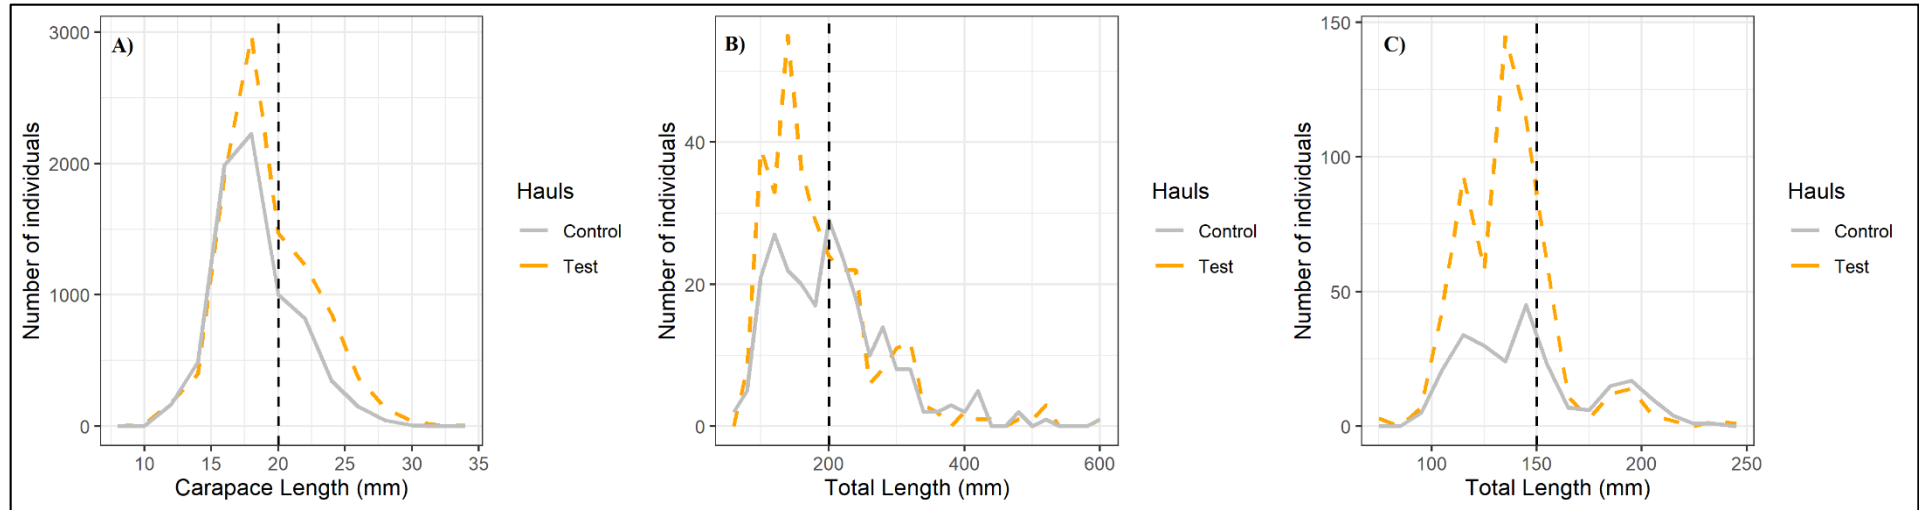 A)
3000
2000
1000
0
Number of individuals
10 15 20 25 30 35
Carapace Length (mm)
Hauls
Control
Test
B)
40
20
0
Number of individuals
200 400 600
Total Length (mm)
Hauls
Control
Test
C)
150
100
50
0
Number of individuals
100 150 200 250
Total Length (mm)
Hauls
Control
Test